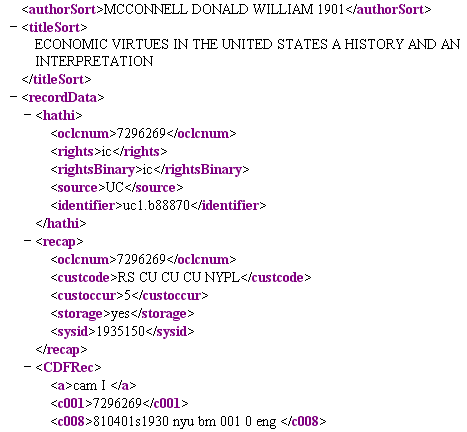 <authorSort>MCCONNELL DONALD WILLIAM 1901</authorSort>
− <titleSort>
ECONOMIC VIRTUES IN THE UNITED STATES A HISTORY AND AN
INTERPRETATION
</titleSort>
− <recordData>
− <hathi>
<oclcnum>7296269</oclcnum>
<rights>ic</rights>
<rightsBinary>ic</rightsBinary>
<source>UC</source>
<identifier>uc1.b88870</identifier>
</hathi>
− <recap>
<oclcnum>7296269</oclcnum>
<custcode>RS CU CU CU NYPL</custcode>
<custoccur>5</custoccur>
<storage>yes</storage>
<sysid>1935150</sysid>
</recap>
− <CDFRec>
<a>cam I </a>
<c001>7296269</c001>
<c008>810401s1930 nyu bm 001 0 eng </c008>